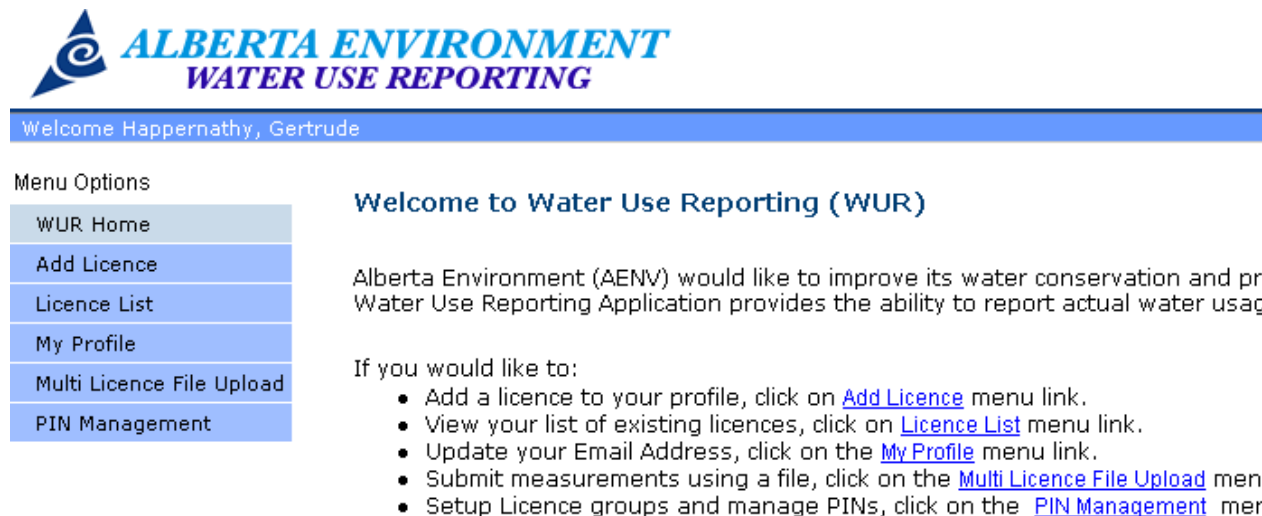 ALBERTA ENVIRONMENT
WATER USE REPORTING
Welcome Happernathy, Gertrude
Menu Options
WUR Home
Add Licence
Licence List
My Profile
Multi Licence File Upload
PIN Management
Welcome to Water Use Reporting (WUR)
Alberta Environment (AENV) would like to improve its water conservation and pr
Water Use Reporting Application provides the ability to report actual water usag
If you would like to:
• Add a licence to your profile, click on Add Licence menu link.
• View your list of existing licences, click on Licence List menu link.
• Update your Email Address, click on the My Profile menu link.
• Submit measurements using a file, click on the Multi Licence File Upload men
• Setup Licence groups and manage PINs, click on the PIN Management mer